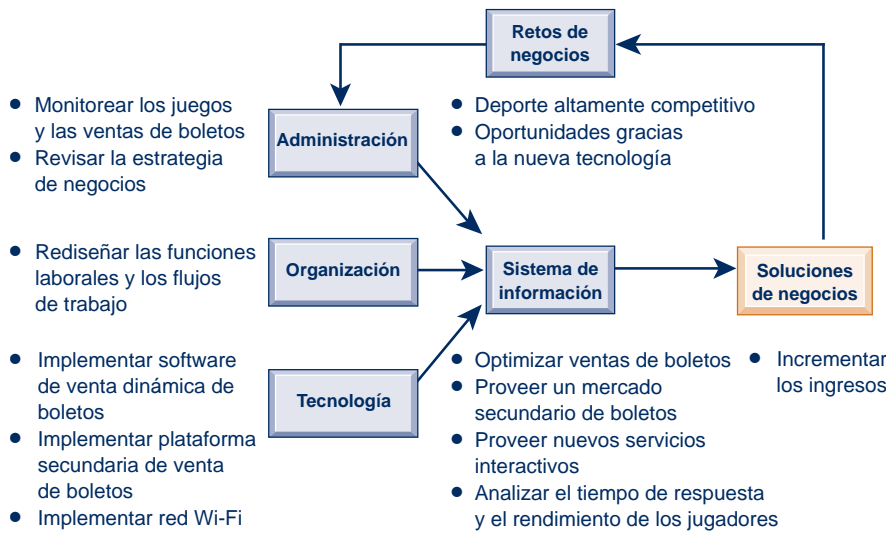 Retos de
negocios
• Monitorear los juegos
y las ventas de boletos
• Revisar la estrategia
de negocios
Administración
• Deporte altamente competitivo
• Oportunidades gracias
a la nueva tecnología
• Rediseñar las funciones
laborales y los flujos
de trabajo
Organización
Sistema de
información
Soluciones
de negocios
• Implementar software
de venta dinámica de
boletos
• Implementar plataforma
secundaria de venta
de boletos
• Implementar red Wi-Fi
Tecnología
• Optimizar ventas de boletos
• Proveer un mercado
secundario de boletos
• Proveer nuevos servicios
interactivos
• Analizar el tiempo de respuesta
y el rendimiento de los jugadores
• Incrementar
los ingresos